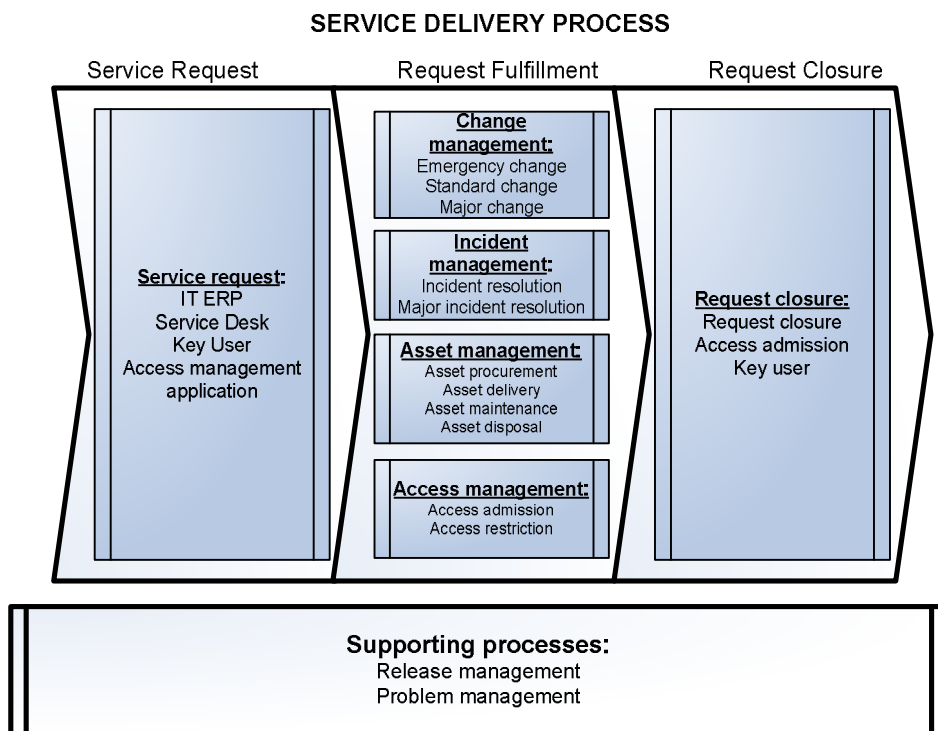 SERVICE DELIVERY PROCESS
Service Request
Request Fulfillment
Request Closure
Service request:
IT ERP
Service Desk
Key User
Access management
application
Change
management:
Emergency change
Standard change
Major change
Incident
management:
Incident resolution
Major incident resolution
Asset management:
Asset procurement
Asset delivery
Asset maintenance
Asset disposal
Access management:
Access admission
Access restriction
Request closure:
Request closure
Access admission
Key user
Supporting processes:
Release management
Problem management